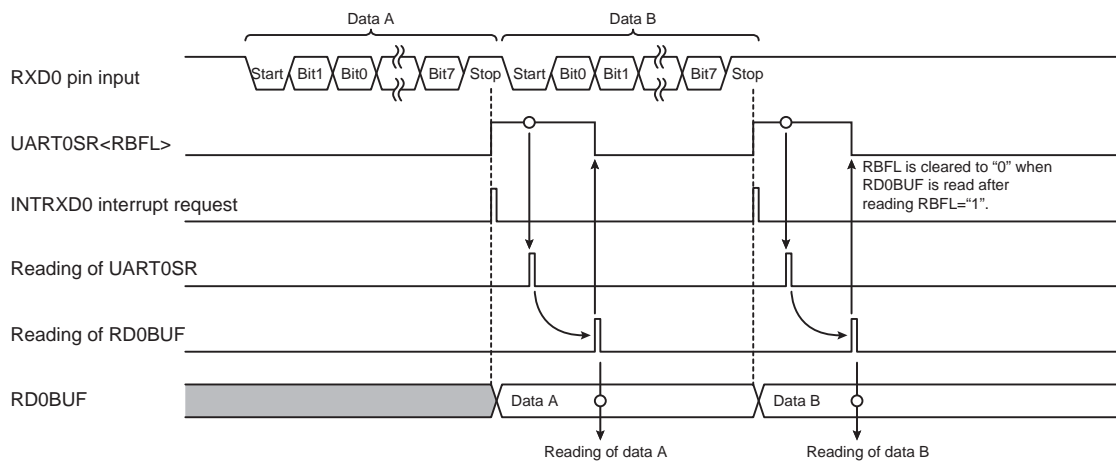 Data A
Data B
RXD0 pin input
Start Bit1 Bit0 Bit7 Stop Start Bit0 Bit1 Bit7 Stop
UART0SR<RBFL>
RBFL is cleared to “0” when
RD0BUF is read after
reading RBFL=“1”.
INTRXD0 interrupt request
Reading of UART0SR
Reading of RD0BUF
RD0BUF
Data A
Data B
Reading of data A
Reading of data B